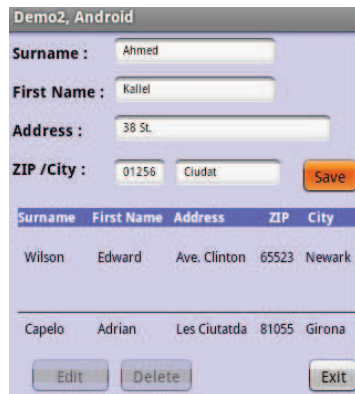 Demo2, Android
Surname : Ahmed
First Name : Kallel
Address : 38 St.
ZIP /City : 01256 Ciudat
Save
Surname First Name Address ZIP City
Wilson Edward Ave. Clinton 65523 Newark
Capelo Adrian Les Ciutatda 81055 Girona
Edit Delete Exit